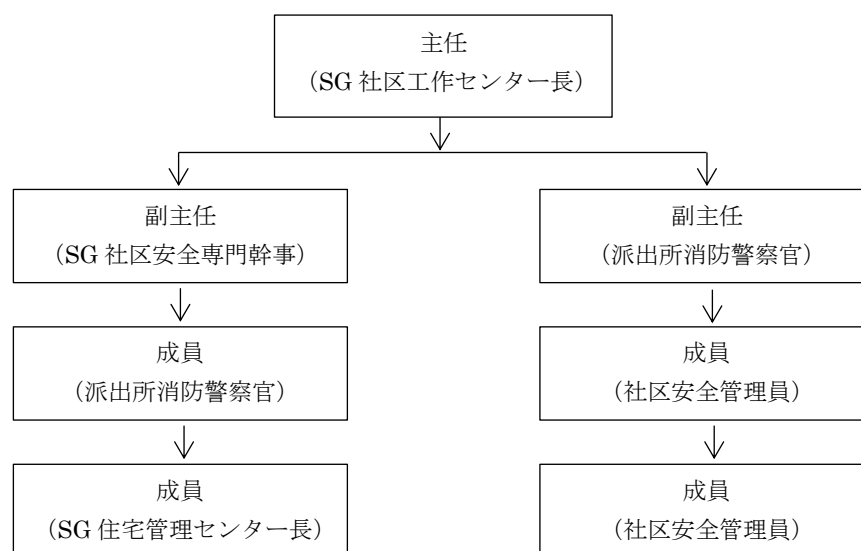 主任
（SG 社区工作センター長）
副主任
（SG 社区安全専門幹事）
副主任
（派出所消防警察官）
成員
（派出所消防警察官）
成員
（社区安全管理員）
成員
（SG 住宅管理センター長）
成員
（社区安全管理員）